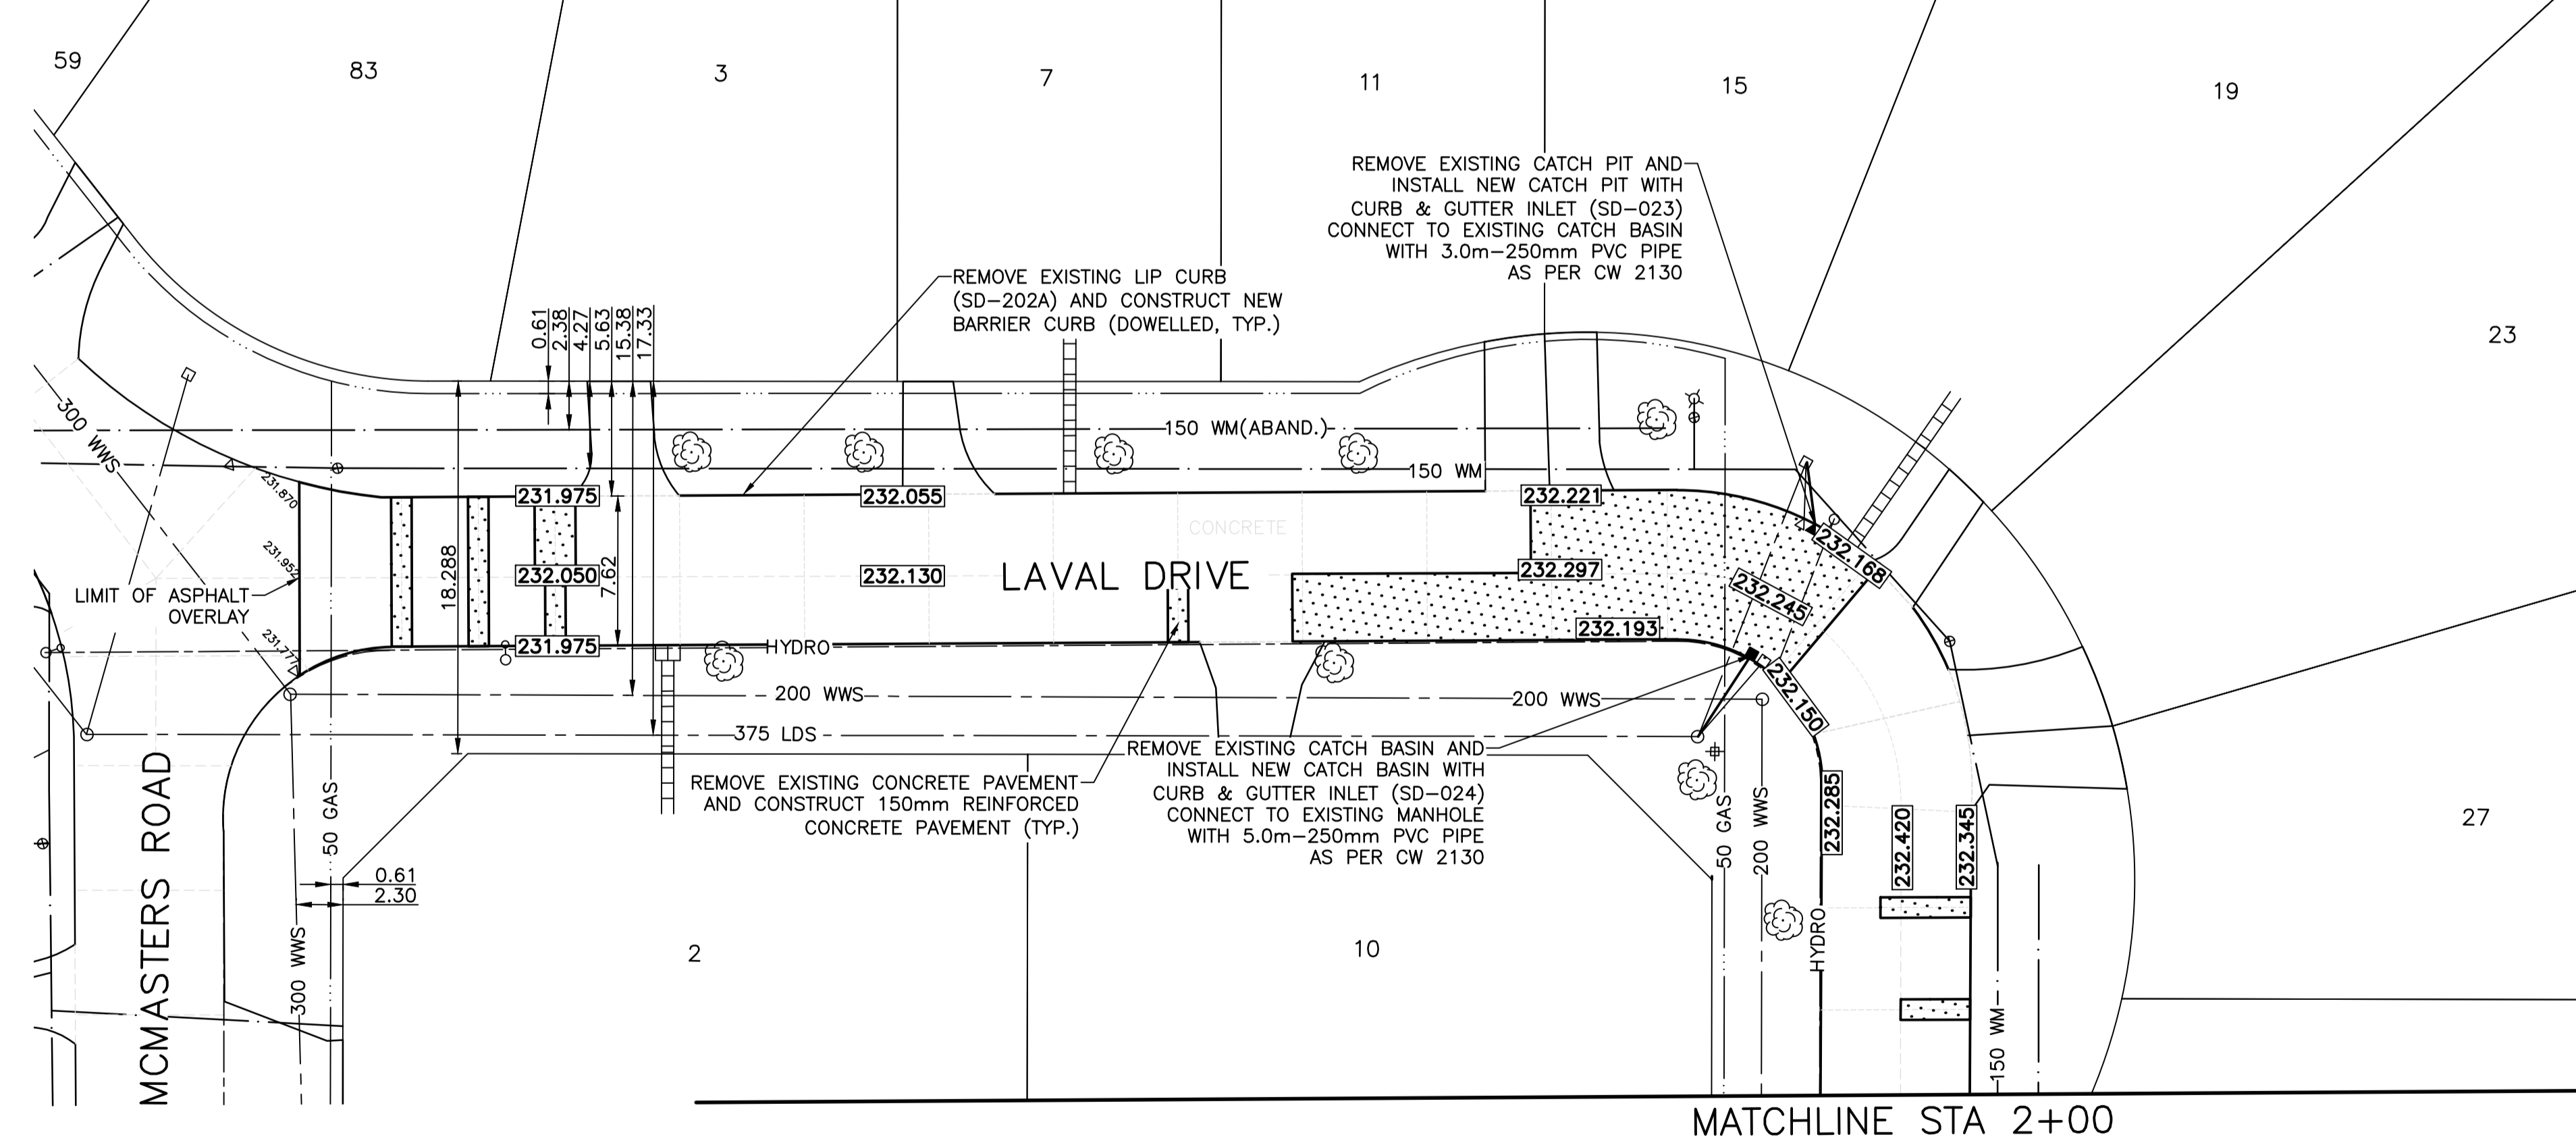 59
83
3
7
11
15
19
23
27
2
10
REMOVE EXISTING CATCH PIT AND
INSTALL NEW CATCH PIT WITH
CURB & GUTTER INLET (SD-023)
CONNECT TO EXISTING CATCH BASIN
WITH 3.0m-250mm PVC PIPE
AS PER CW 2130
REMOVE EXISTING LIP CURB
(SD-202A) AND CONSTRUCT NEW
BARRIER CURB (DOWELLED, TYP.)
0.61
2.38
4.27
5.63
15.38
17.33
300 WWS
150 WM(ABAND.)
150 WM
231.870
231.975
232.055
232.221
CONCRETE
231.952
18.288
7.62
232.050
232.130
LAVAL DRIVE
232.297
232.168
232.245
LIMIT OF ASPHALT
OVERLAY
231.777
231.975
HYDRO
232.193
232.150
200 WWS
200 WWS
375 LDS
REMOVE EXISTING CONCRETE PAVEMENT
AND CONSTRUCT 150mm REINFORCED
CONCRETE PAVEMENT (TYP.)
REMOVE EXISTING CATCH BASIN AND
INSTALL NEW CATCH BASIN WITH
CURB & GUTTER INLET (SD-024)
CONNECT TO EXISTING MANHOLE
WITH 5.0m-250mm PVC PIPE
AS PER CW 2130
MCMASTERS ROAD
50 GAS
0.61
2.30
300 WWS
50 GAS
200 WWS
232.285
232.420
232.345
HYDRO
150 WM
MATCHLINE STA 2+00